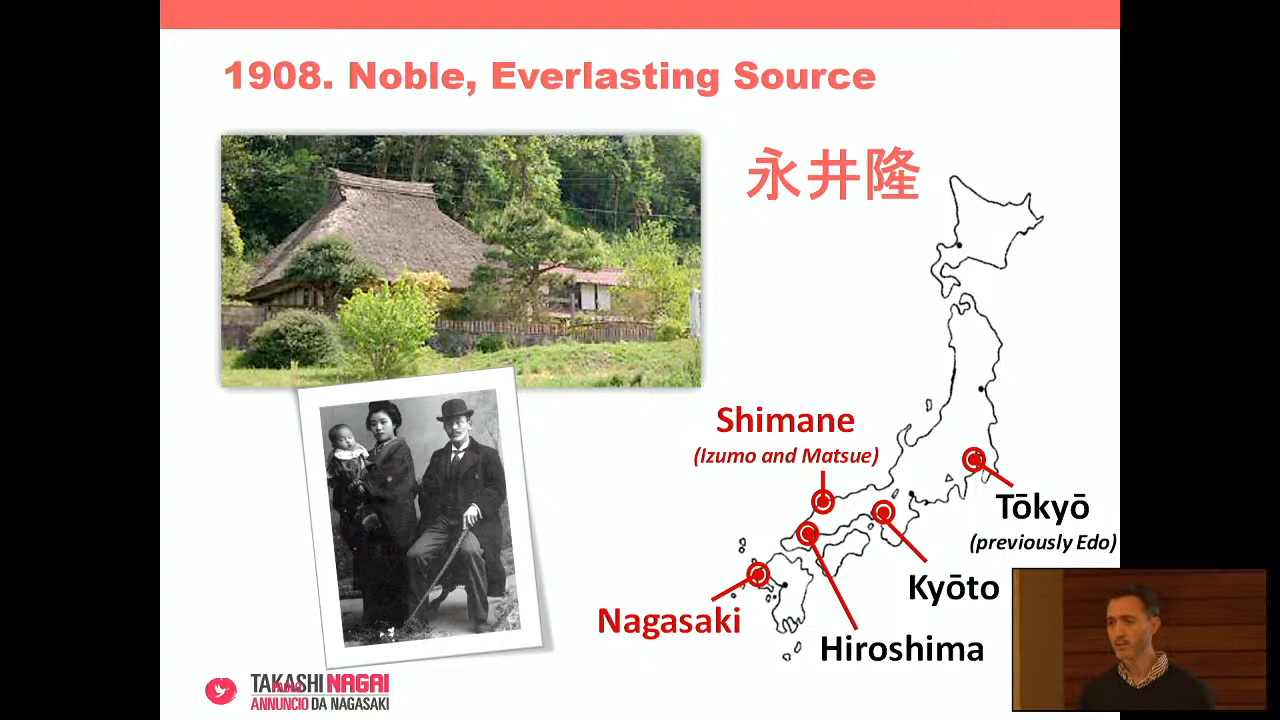 1908. Noble, Everlasting Source
永井隆
Shimane
(Izumo and Matsue)
Tōkyō
(previously Edo)
Kyōto
Nagasaki
Hiroshima
TAKASHI NAGAI
ANNUNCIO DA NAGASAKI